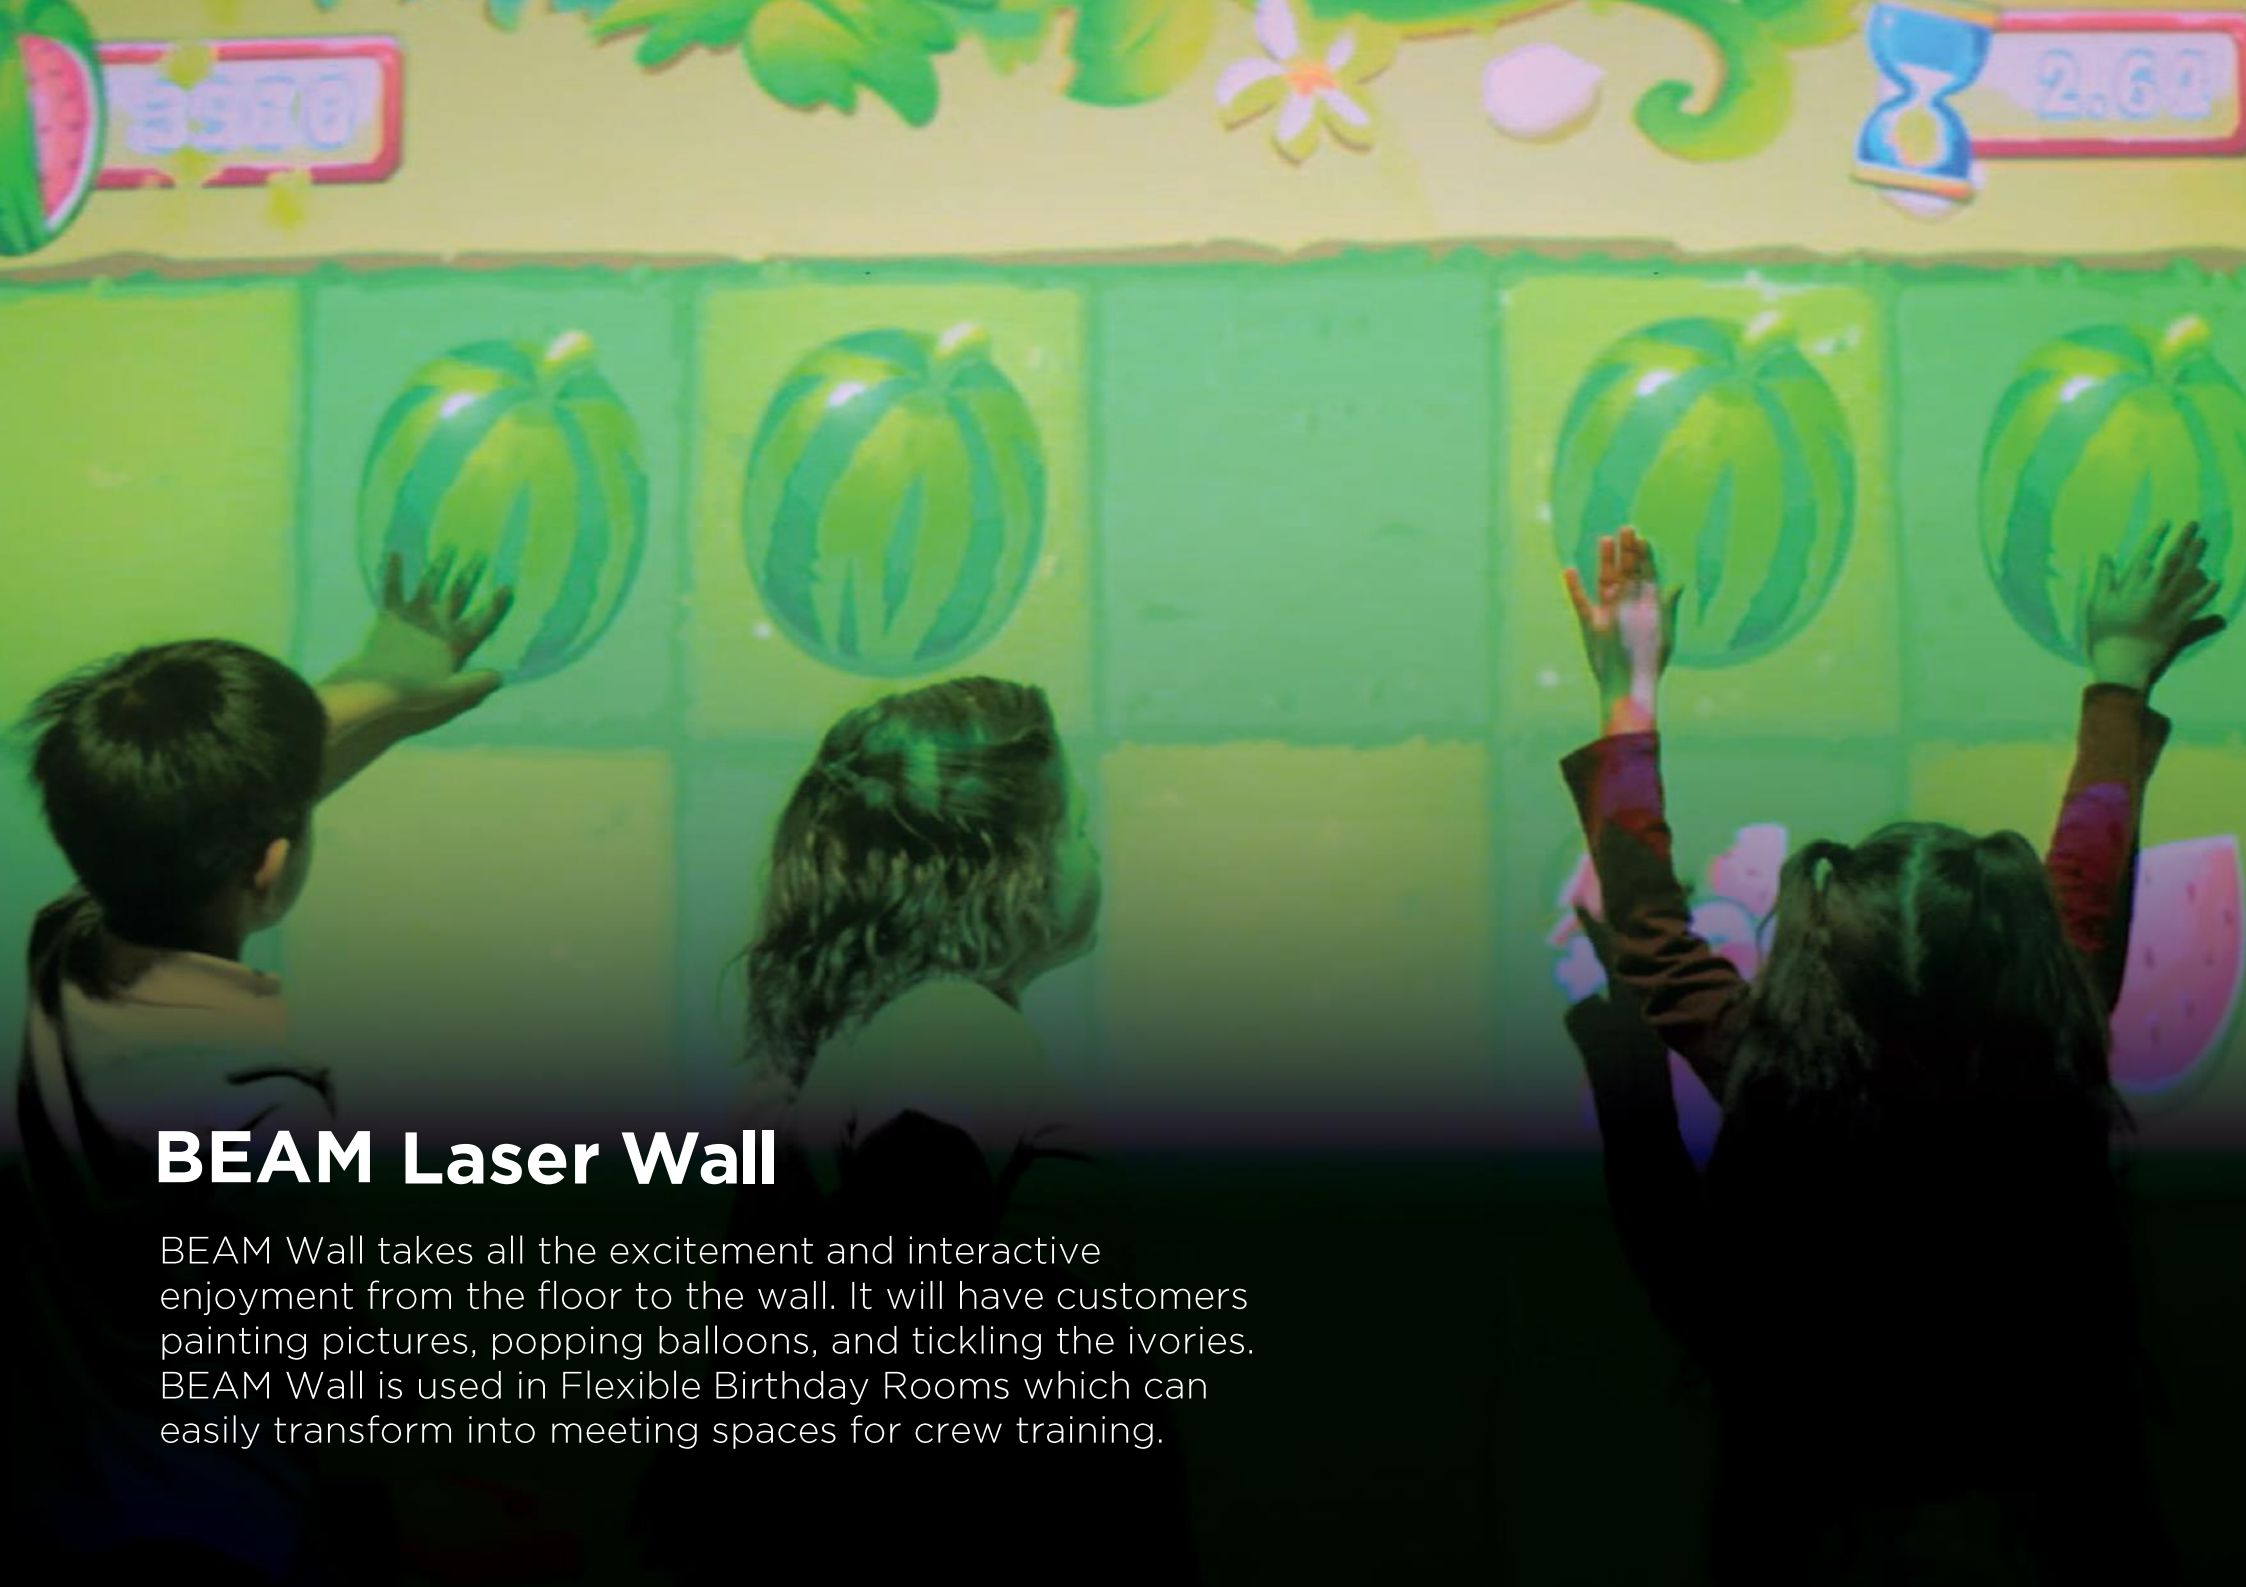 2.62
BEAM Laser Wall
BEAM Wall takes all the excitement and interactive
enjoyment from the floor to the wall. It will have customers
painting pictures, popping balloons, and tickling the ivories.
BEAM Wall is used in Flexible Birthday Rooms which can
easily transform into meeting spaces for crew training.